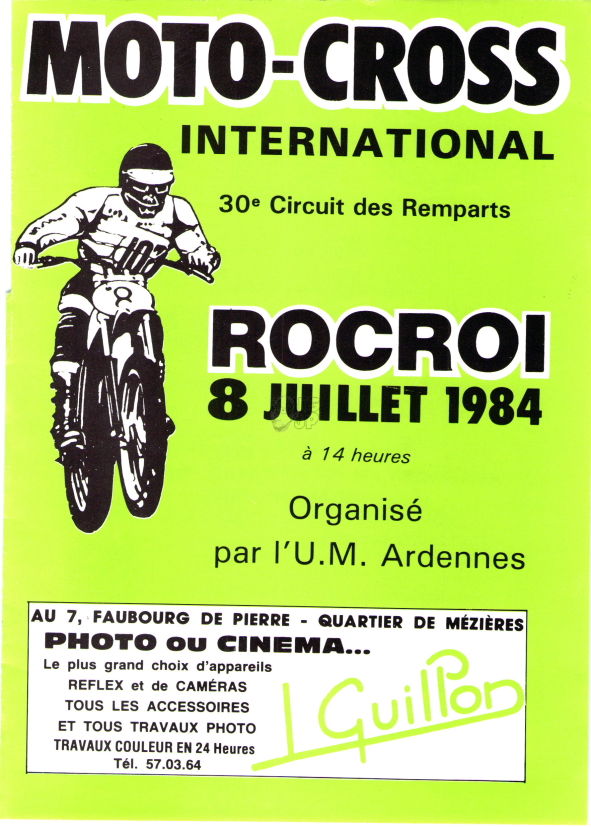 MOTO-CROSS
INTERNATIONAL
30e Circuit des Remparts
103
8
ROCROI
8 JUILLET 1984
à 14 heures
Organisé
par l'U.M. Ardennes
AU 7, FAUBOURG DE PIERRE - QUARTIER DE MÉZIÈRES
PHOTO OU CINEMA...
Le plus grand choix d'appareils
REFLEX et de CAMÉRAS
TOUS LES ACCESSOIRES
ET TOUS TRAVAUX PHOTO
TRAVAUX COULEUR EN 24 Heures
Tél. 57.03.64
L Guillon